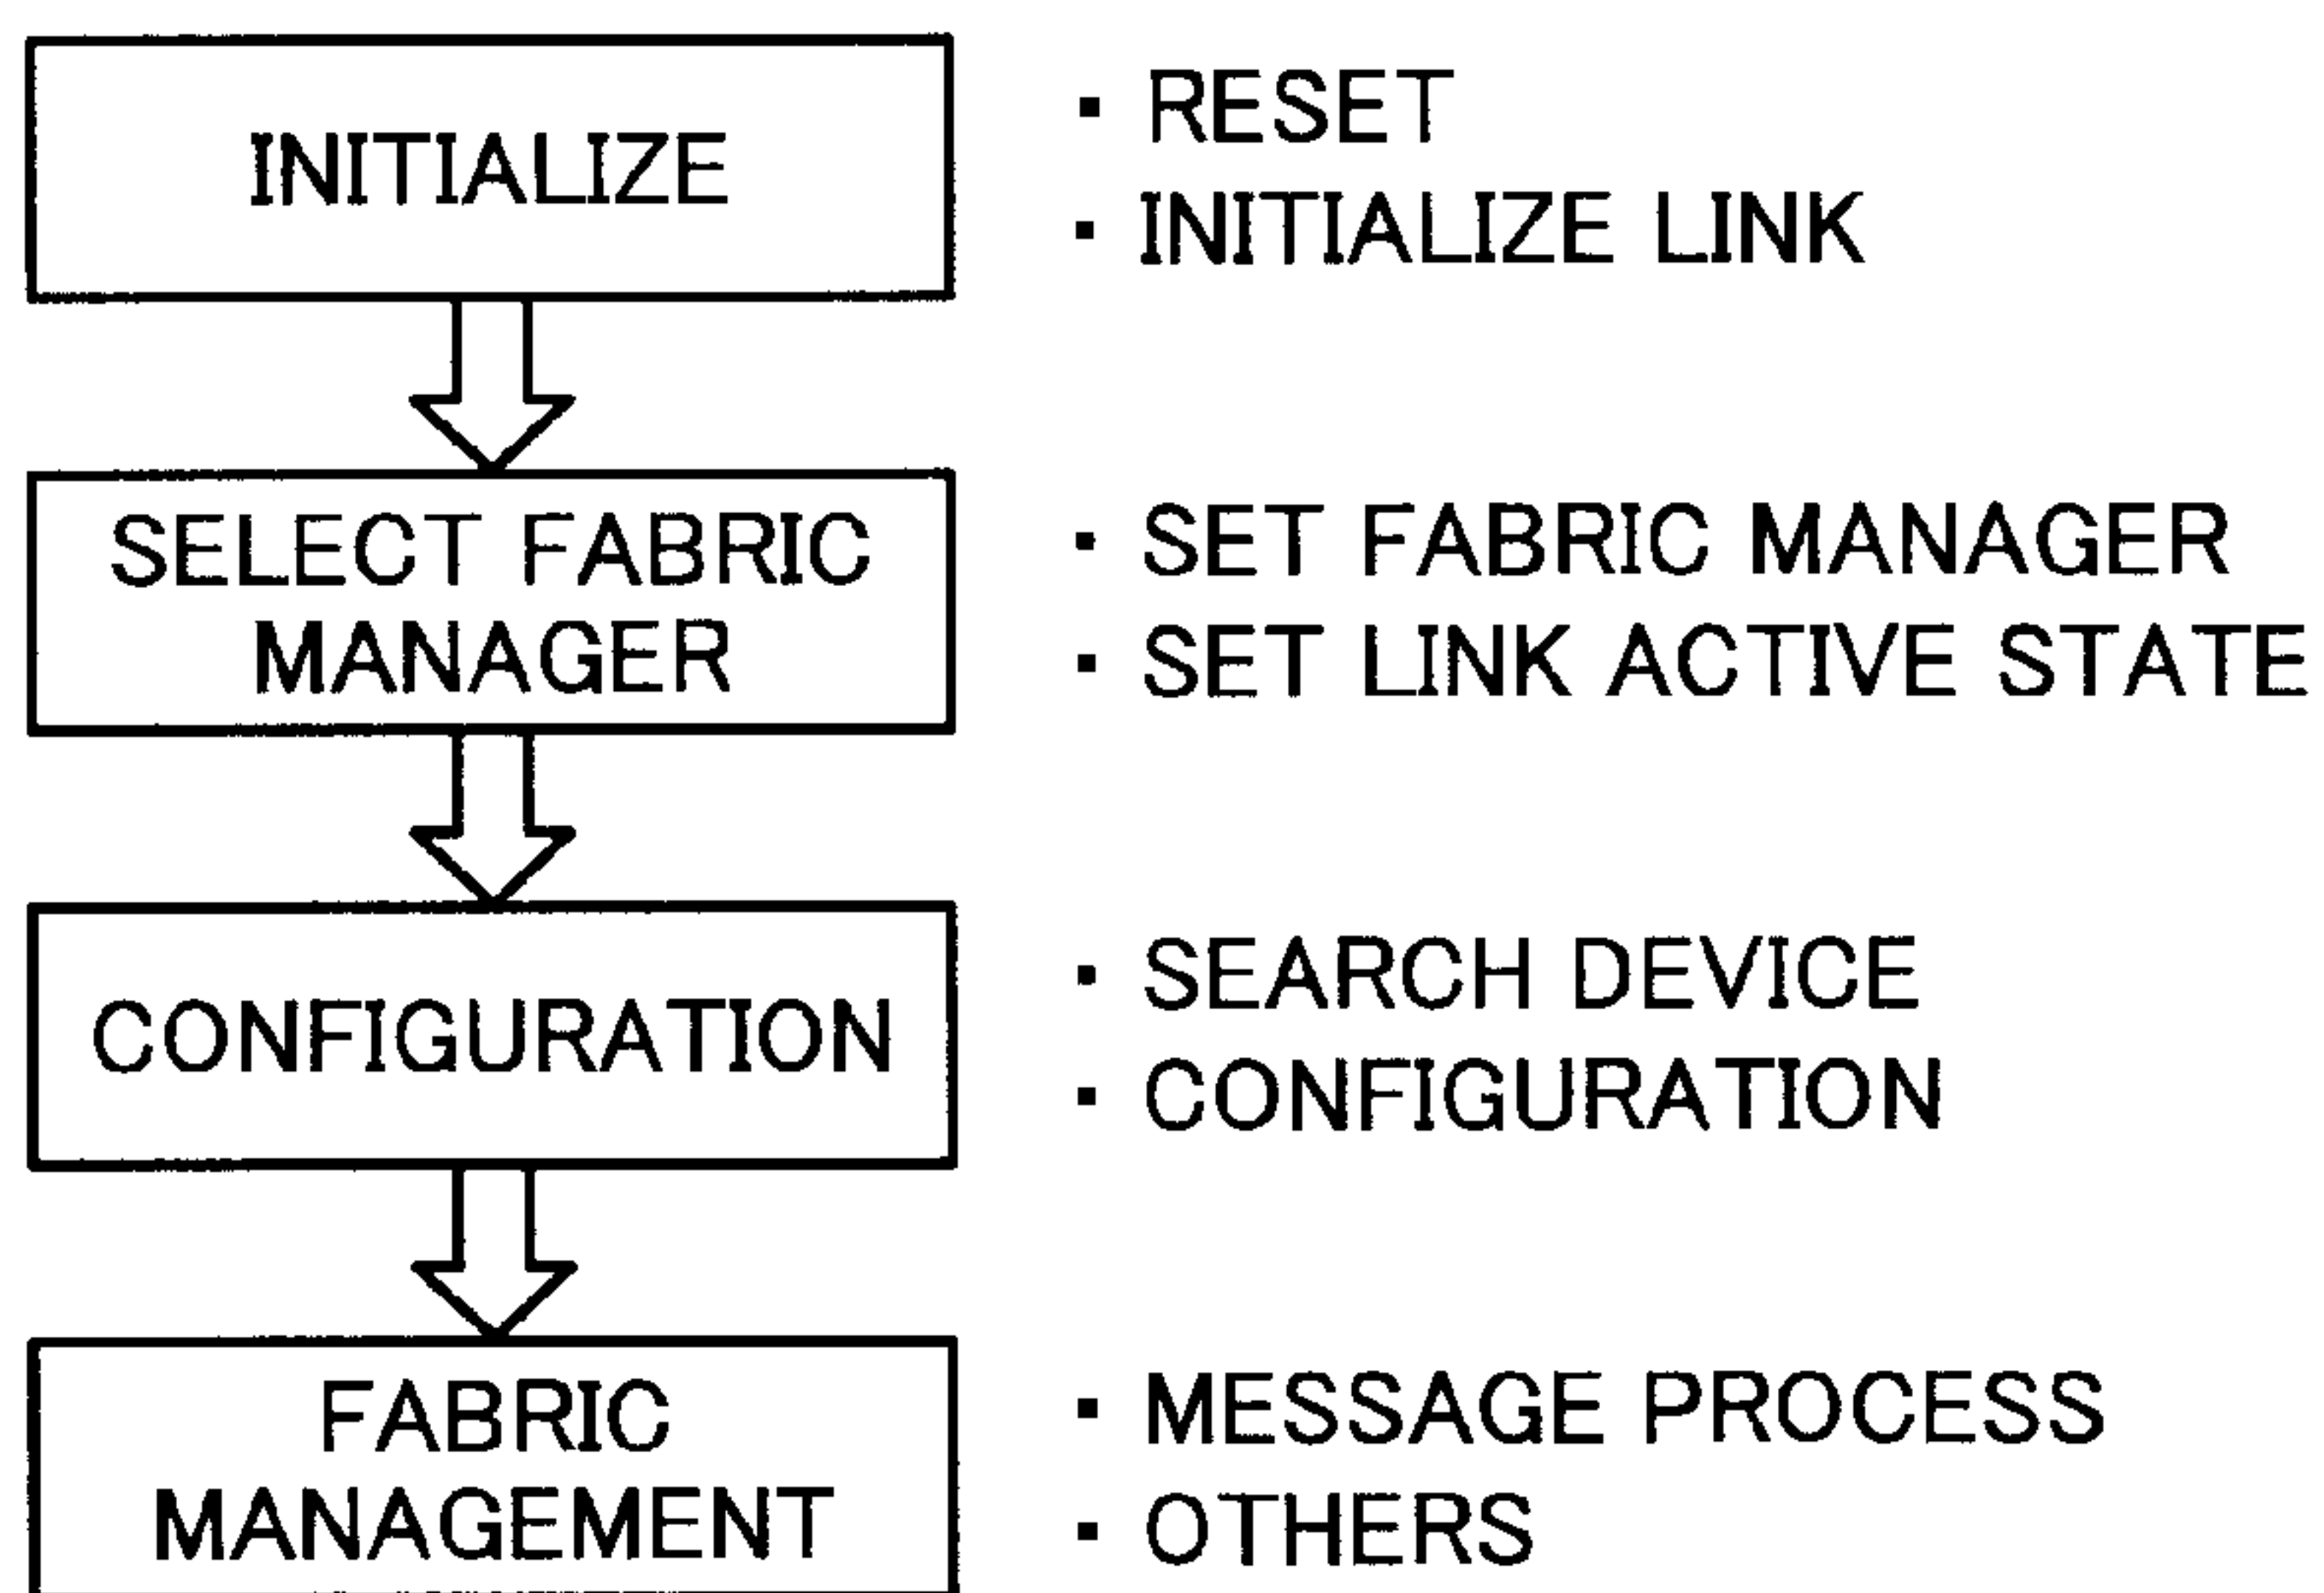 INITIALIZE
▪ RESET
▪ INITIALIZE LINK
SELECT FABRIC
MANAGER
▪ SET FABRIC MANAGER
▪ SET LINK ACTIVE STATE
CONFIGURATION
▪ SEARCH DEVICE
▪ CONFIGURATION
FABRIC
MANAGEMENT
▪ MESSAGE PROCESS
▪ OTHERS